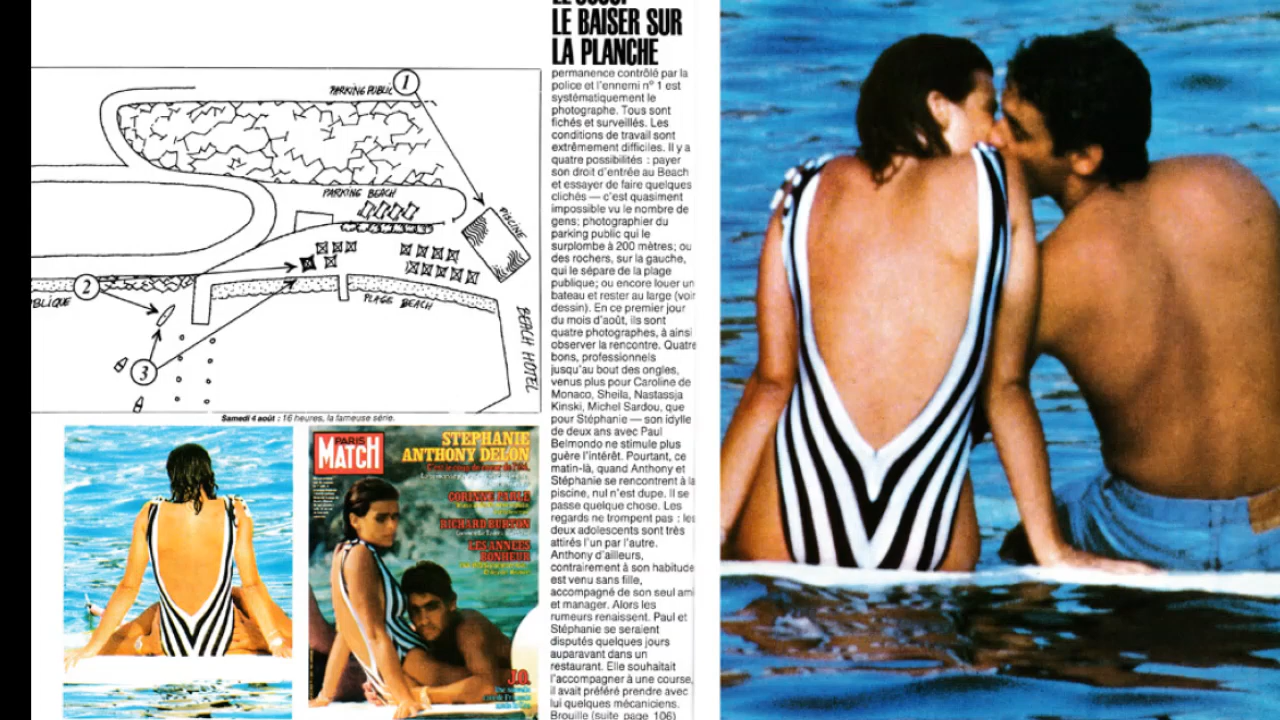 LE BAISER SUR
LA PLANCHE
permanence contrôlé par la
police et l'ennemi n° 1 est
systématiquement le
photographe. Tous sont
fichés et surveillés. Les
conditions de travail sont
extrêmement difficiles. Il y a
quatre possibilités : payer
son droit d'entrée au Beach
et essayer de faire quelques
clichés — c'est quasiment
impossible vu le nombre de
gens; photographier du
parking public qui le
surplombe à 200 mètres; ou
des rochers, sur la gauche,
qui le sépare de la plage
publique; ou encore louer un
bateau et rester au large (voir
dessin). En ce premier jour
du mois d'août, ils sont
quatre photographes, à ainsi
observer la rencontre. Quatre
bons, professionnels
jusqu'au bout des ongles,
venus plus pour Caroline de
Monaco, Sheila, Nastassja
Kinski, Michel Sardou, que
pour Stéphanie — son idylle
de deux ans avec Paul
Belmondo ne stimule plus
guère l'intérêt. Pourtant, ce
matin-là, quand Anthony et
Stéphanie se rencontrent à la
piscine, nul n'est dupe. Il se
passe quelque chose. Les
regards ne trompent pas : les
deux adolescents sont très
attirés l'un par l'autre.
Anthony d'ailleurs,
contrairement à son habitude
est venu sans fille,
accompagné de son seul ami
et manager. Alors les
rumeurs renaissent. Paul et
Stéphanie se seraient
disputés quelques jours
auparavant dans un
restaurant. Elle souhaitait
l'accompagner à une course,
il avait préféré prendre avec
lui quelques mécaniciens.
Brouille (suite page 106)
PARKING PUBLIC
1
PARKING BEACH
PISCINE
2
BLIQUE
PLAGE BEACH
BEACH HOTEL
3
Samedi 4 août : 16 heures, la fameuse série.
PARIS
MATCH
STEPHANIE
ANTHONY DELON
RICHARD BURTON
LES ANNEES
BONHEUR
J.O.